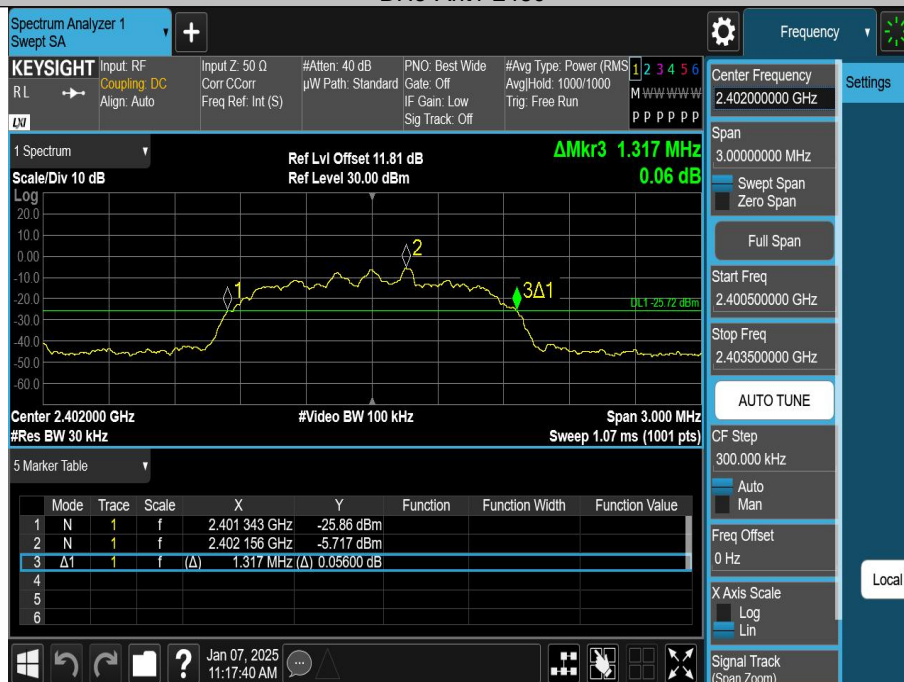 Spectrum Analyzer 1
Swept SA
+
Frequency
KEYSIGHT
RL
LXI
Input: RF
Coupling: DC
Align: Auto
Input Z: 50 Ω
Corr CCorr
Freq Ref: Int (S)
#Atten: 40 dB
µW Path: Standard
PNO: Best Wide
Gate: Off
IF Gain: Low
Sig Track: Off
#Avg Type: Power (RMS
Avg|Hold: 1000/1000
Trig: Free Run
1 2 3 4 5 6
M W W W W W
P P P P P P
1 Spectrum
Scale/Div 10 dB
Ref Lvl Offset 11.81 dB
Ref Level 30.00 dBm
ΔMkr3 1.317 MHz
0.06 dB
Log
20.0
10.0
0.00
-10.0
-20.0
-30.0
-40.0
-50.0
-60.0
1
2
3Δ1
DL1 -25.72 dBm
Center 2.402000 GHz
#Video BW 100 kHz
Span 3.000 MHz
#Res BW 30 kHz
Sweep 1.07 ms (1001 pts)
5 Marker Table
Mode Trace Scale X Y Function Function Width Function Value
1 N 1 f 2.401 343 GHz -25.86 dBm
2 N 1 f 2.402 156 GHz -5.717 dBm
3 Δ1 1 f (Δ) 1.317 MHz (Δ) 0.05600 dB
4
5
6
?
Jan 07, 2025
11:17:40 AM
Center Frequency
2.402000000 GHz
Span
3.00000000 MHz
Swept Span
Zero Span
Full Span
Start Freq
2.400500000 GHz
Stop Freq
2.403500000 GHz
AUTO TUNE
CF Step
300.000 kHz
Auto
Man
Freq Offset
0 Hz
X Axis Scale
Log
Lin
Signal Track
(Span Zoom)
Settings
Local